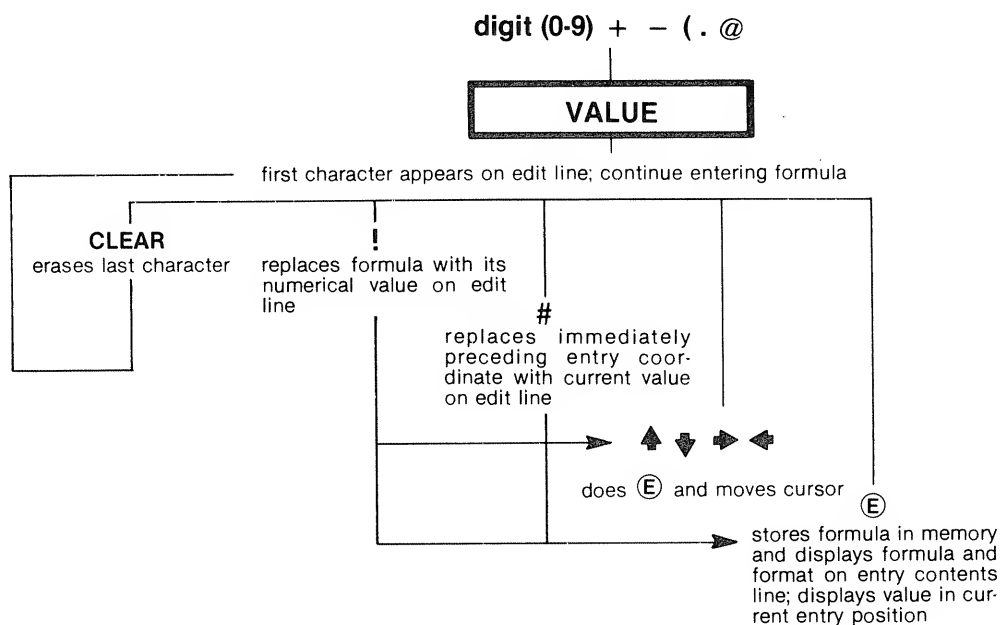 digit (0-9) + − ( . @
VALUE
first character appears on edit line; continue entering formula
CLEAR
erases last character
!
replaces formula with its
numerical value on edit
line
#
replaces immediately
preceding entry coor-
dinate with current value
on edit line
does Ⓔ and moves cursor
Ⓔ
stores formula in memory
and displays formula and
format on entry contents
line; displays value in cur-
rent entry position